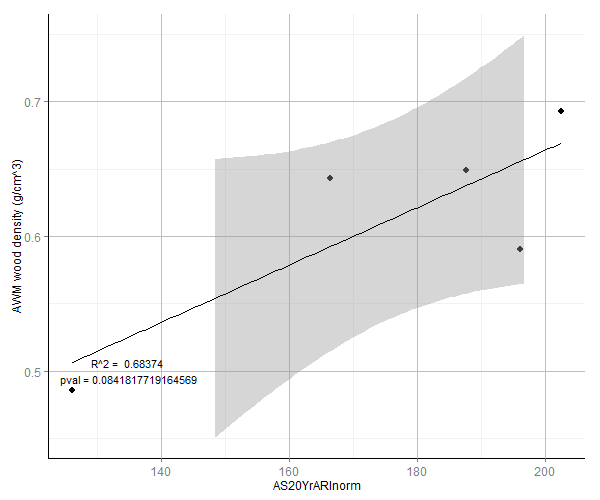 AWM wood density (g/cm^3)
0.7
0.6
0.5
R^2 = 0.68374
pval = 0.0841817719164569
140 160 180 200
AS20YrARInorm